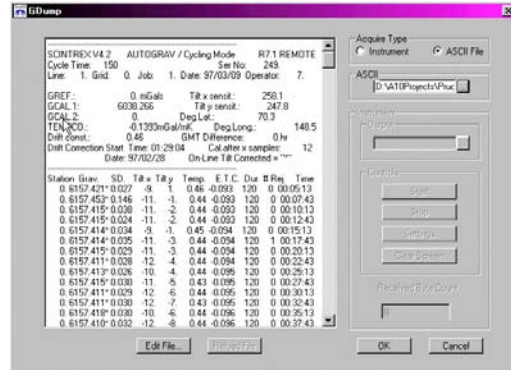 GDump
SCINTREX V4.2 AUTOGRAV / Cycling Mode R7.1 REMOTE
Cycle Time: 150 Ser No: 249.
Line: 1. Grid: 0. Job: 1. Date: 97/03/09 Operator: 7.
GREF.: 0. mGals Tilt x sensit.: 258.1
GCAL.1: 6038.266 Tilt y sensit.: 247.8
GCAL.2: 0. Deg.Lat.: 70.3
TEMPCO.: -0.1393mGal/mK Deg.Long.: 148.5
Drift const.: 0.46 GMT Difference: 0.hr
Drift Correction Start Time: 01:29:04 Cal.after x samples: 12
Date: 97/02/28 On-Line Tilt Corrected = "*"
Station Grav. SD. Tilt x Tilt y Temp. E.T.C. Dur # Rej Time
0. 6157.421* 0.027 -9. 1. 0.46 -0.093 120 0 00:05:13
0. 6157.453* 0.146 -11. -1. 0.44 -0.093 120 0 00:07:43
0. 6157.415* 0.030 -11. -2. 0.44 -0.093 120 0 00:10:13
0. 6157.415* 0.024 -11. -2. 0.44 -0.093 120 0 00:12:43
0. 6157.414* 0.034 -9. -1. 0.45 -0.094 120 0 00:15:13
0. 6157.414* 0.035 -11. -3. 0.44 -0.094 120 1 00:17:43
0. 6157.415* 0.029 -11. -3. 0.44 -0.094 120 0 00:20:13
0. 6157.411* 0.028 -12. -4. 0.44 -0.094 120 0 00:22:43
0. 6157.413* 0.026 -10. -4. 0.44 -0.095 120 0 00:25:13
0. 6157.415* 0.030 -11. -5. 0.43 -0.095 120 0 00:27:43
0. 6157.411* 0.029 -12. -6. 0.44 -0.095 120 0 00:30:13
0. 6157.411* 0.030 -12. -7. 0.43 -0.095 120 0 00:32:43
0. 6157.415* 0.030 -10. -6. 0.44 -0.096 120 0 00:35:13
0. 6157.410* 0.032 -12. -8. 0.44 -0.096 120 0 00:37:43
Edit File...
Reload File
Acquire Type
Instrument ASCII File
ASCII
D:\A10Projects\Pruc
Instrument
Output
Controls
Start
Stop
Settings
Clear Screen
Received Byte Count
0
OK Cancel